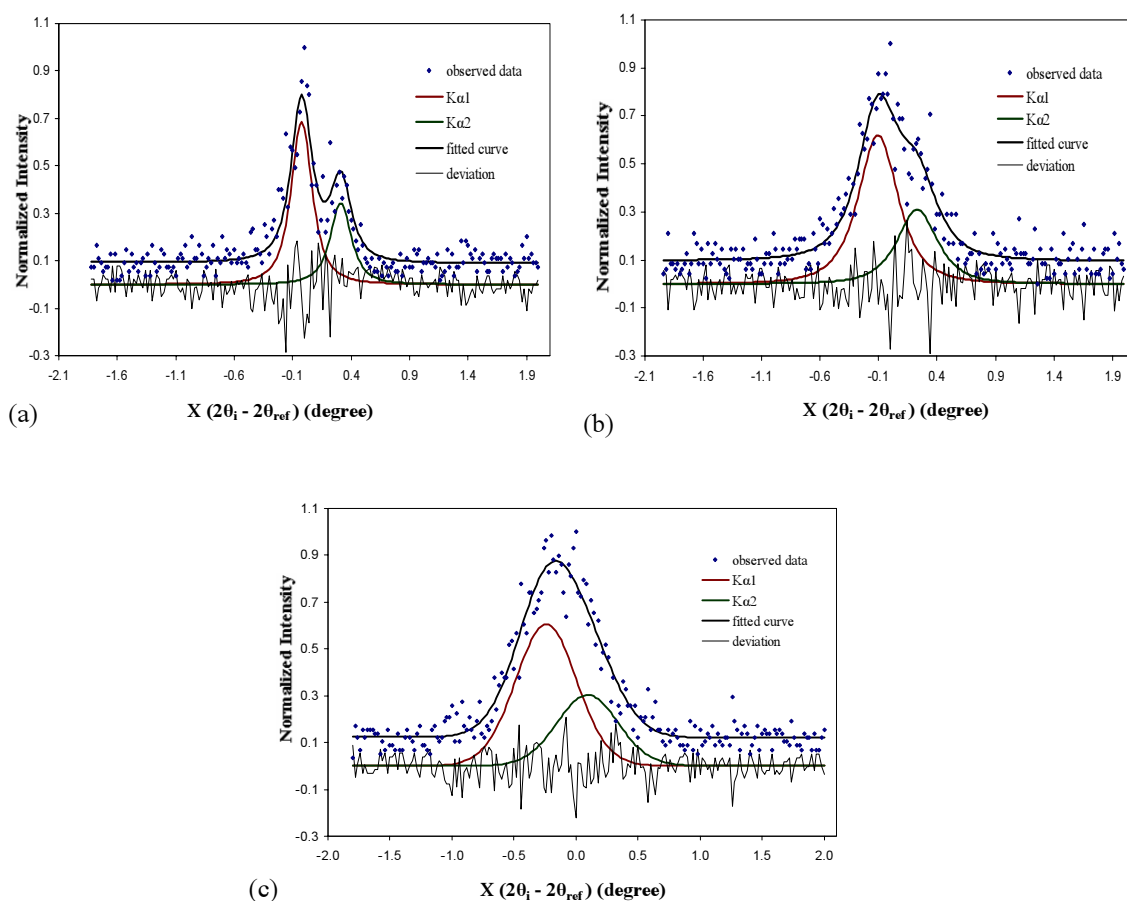 1.1
0.9
0.7
0.5
0.3
0.1
-0.1
-0.3
Normalized Intensity
observed data
Kα1
Kα2
fitted curve
deviation
-2.1 -1.6 -1.1 -0.6 -0.1 0.4 0.9 1.4 1.9
X (2θi - 2θref) (degree)
(a)
1.1
0.9
0.7
0.5
0.3
0.1
-0.1
-0.3
Normalized Intensity
observed data
Kα1
Kα2
fitted curve
deviation
-2.1 -1.6 -1.1 -0.6 -0.1 0.4 0.9 1.4 1.9
X (2θi - 2θref) (degree)
(b)
1.1
0.9
0.7
0.5
0.3
0.1
-0.1
-0.3
Normalized Intensity
observed data
Kα1
Kα2
fitted curve
deviation
-2.0 -1.5 -1.0 -0.5 0.0 0.5 1.0 1.5 2.0
X (2θi - 2θref) (degree)
(c)